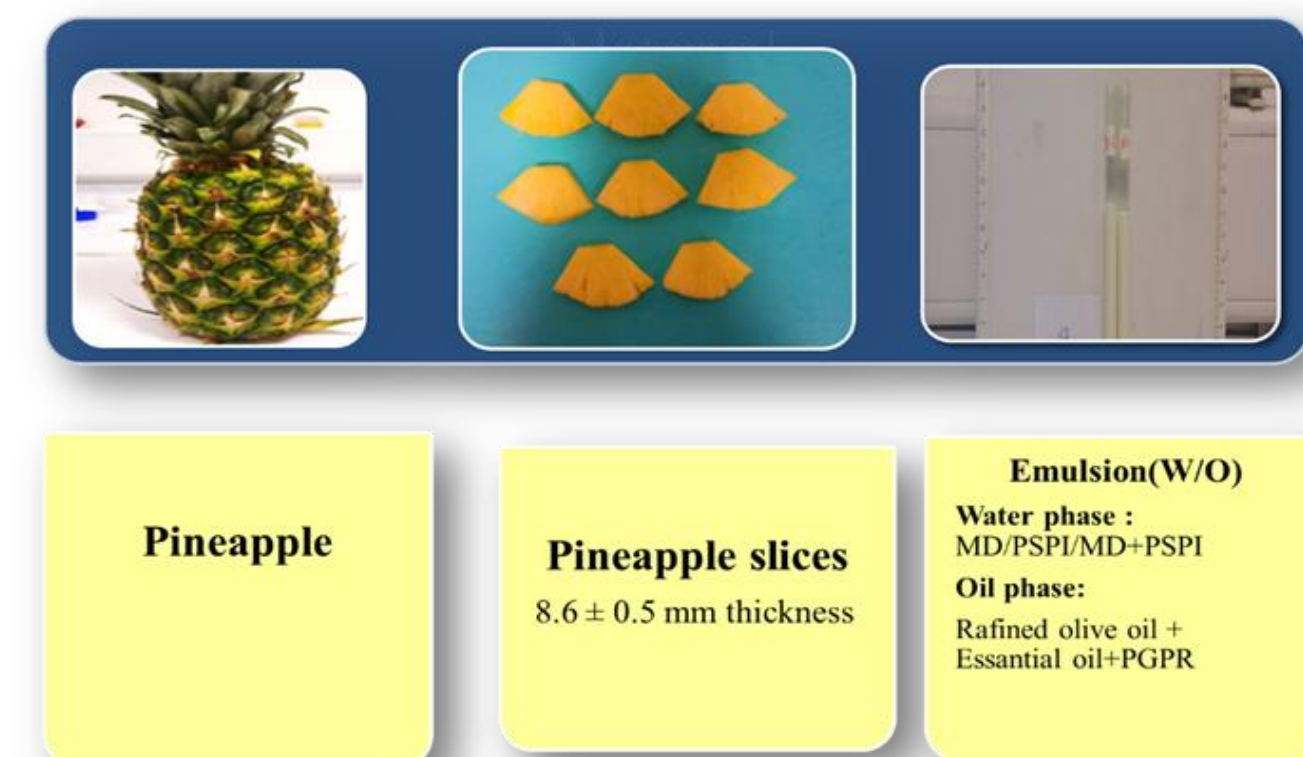 Pineapple
Pineapple slices
8.6 ± 0.5 mm thickness
Emulsion(W/O)
Water phase :
MD/PSPI/MD+PSPI
Oil phase:
Rafined olive oil +
Essantial oil+PGPR